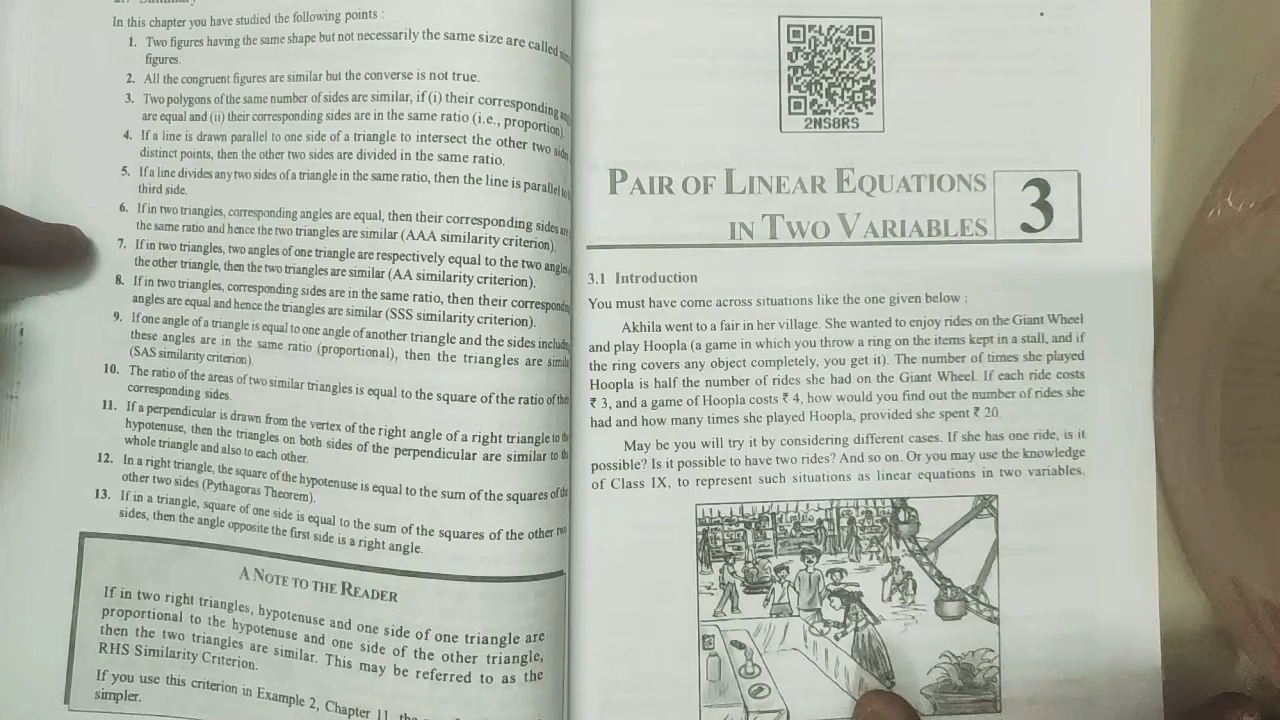 In this chapter you have studied the following points :
1. Two figures having the same shape but not necessarily the same size are called
figures.
2. All the congruent figures are similar but the converse is not true.
3. Two polygons of the same number of sides are similar, if (i) their corresponding
are equal and (ii) their corresponding sides are in the same ratio (i.e., proportion).
4. If a line is drawn parallel to one side of a triangle to intersect the other two
distinct points, then the other two sides are divided in the same ratio.
5. If a line divides any two sides of a triangle in the same ratio, then the line is parallel
third side.
6. If in two triangles, corresponding angles are equal, then their corresponding sides
the same ratio and hence the two triangles are similar (AAA similarity criterion).
7. If in two triangles, two angles of one triangle are respectively equal to the two
the other triangle, then the two triangles are similar (AA similarity criterion).
8. If in two triangles, corresponding sides are in the same ratio, then their
angles are equal and hence the triangles are similar (SSS similarity criterion).
9. If one angle of a triangle is equal to one angle of another triangle and the sides
these angles are in the same ratio (proportional), then the triangles are
(SAS similarity criterion).
10. The ratio of the areas of two similar triangles is equal to the square of the ratio of
corresponding sides.
11. If a perpendicular is drawn from the vertex of the right angle of a right triangle to
hypotenuse, then the triangles on both sides of the perpendicular are similar to
whole triangle and also to each other.
12. In a right triangle, the square of the hypotenuse is equal to the sum of the squares of
other two sides (Pythagoras Theorem).
13. If in a triangle, square of one side is equal to the sum of the squares of the other two
sides, then the angle opposite the first side is a right angle.
A NOTE TO THE READER
If in two right triangles, hypotenuse and one side of one triangle are
proportional to the hypotenuse and one side of the other triangle,
then the two triangles are similar. This may be referred to as the
RHS Similarity Criterion.
If you use this criterion in Example 2, Chapter 11, the
simpler.
2NS8RS
PAIR OF LINEAR EQUATIONS
IN TWO VARIABLES
3
3.1 Introduction
You must have come across situations like the one given below :
Akhila went to a fair in her village. She wanted to enjoy rides on the Giant Wheel
and play Hoopla (a game in which you throw a ring on the items kept in a stall, and if
the ring covers any object completely, you get it). The number of times she played
Hoopla is half the number of rides she had on the Giant Wheel. If each ride costs
₹ 3, and a game of Hoopla costs ₹ 4, how would you find out the number of rides she
had and how many times she played Hoopla, provided she spent ₹ 20.
May be you will try it by considering different cases. If she has one ride, is it
possible? Is it possible to have two rides? And so on. Or you may use the knowledge
of Class IX, to represent such situations as linear equations in two variables.